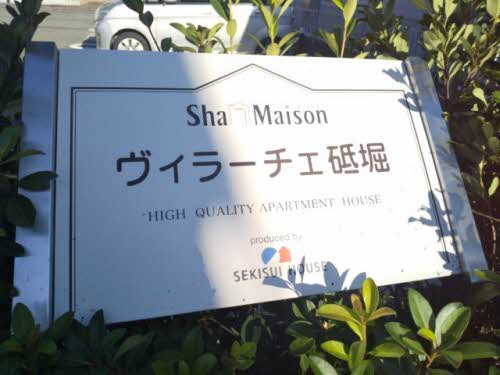 Sha Maison
ヴィラーチェ砥堀
HIGH QUALITY APARTMENT HOUSE
produced by
SEKISUI HOUSE